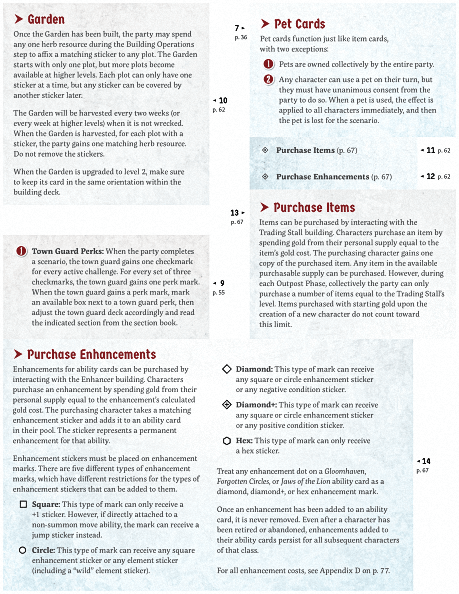 Garden
Once the Garden has been built, the party may spend
any one herb resource during the Building Operations
step to affix a matching sticker to any plot. The Garden
starts with only one plot, but more plots become
available at higher levels. Each plot can only have one
sticker at a time, but any sticker can be covered by
another sticker later.
The Garden will be harvested every two weeks (or
every week at higher levels) when it is not wrecked.
When the Garden is harvested, for each plot with a
sticker, the party gains one matching herb resource.
Do not remove the stickers.
When the Garden is upgraded to level 2, make sure
to keep its card in the same orientation within the
building deck.
10
p. 62
1 Town Guard Perks: When the party completes
a scenario, the town guard gains one checkmark
for every active challenge. For every set of three
checkmarks, the town guard gains one perk mark.
When the town guard gains a perk mark, mark
an available box next to a town guard perk, then
adjust the town guard deck accordingly and read
the indicated section from the section book.
9
p. 55
7
p. 36
Pet Cards
Pet cards function just like item cards,
with two exceptions:
1 Pets are owned collectively by the entire party.
2 Any character can use a pet on their turn, but
they must have unanimous consent from the
party to do so. When a pet is used, the effect is
applied to all characters immediately, and then
the pet is lost for the scenario.
Purchase Items (p. 67)
11 p. 62
Purchase Enhancements (p. 67)
12 p. 62
13
p. 67
Purchase Items
Items can be purchased by interacting with the
Trading Stall building. Characters purchase an item by
spending gold from their personal supply equal to the
item's gold cost. The purchasing character gains one
copy of the purchased item. Any item in the available
purchasable supply can be purchased. However, during
each Outpost Phase, collectively the party can only
purchase a number of items equal to the Trading Stall's
level. Items purchased with starting gold upon the
creation of a new character do not count toward
this limit.
Purchase Enhancements
Enhancements for ability cards can be purchased by
interacting with the Enhancer building. Characters
purchase an enhancement by spending gold from their
personal supply equal to the enhancement's calculated
gold cost. The purchasing character takes a matching
enhancement sticker and adds it to an ability card
in their pool. The sticker represents a permanent
enhancement for that ability.
Enhancement stickers must be placed on enhancement
marks. There are five different types of enhancement
marks, which have different restrictions for the types of
enhancement stickers that can be added to them.
Square: This type of mark can only receive a
+1 sticker. However, if directly attached to a
non-summon move ability, the mark can receive a
jump sticker instead.
Circle: This type of mark can receive any square
enhancement sticker or any element sticker
(including a "wild" element sticker).
Diamond: This type of mark can receive
any square or circle enhancement sticker
or any negative condition sticker.
Diamond+: This type of mark can receive
any square or circle enhancement sticker
or any positive condition sticker.
Hex: This type of mark can only receive
a hex sticker.
Treat any enhancement dot on a Gloomhaven,
Forgotten Circles, or Jaws of the Lion ability card as a
diamond, diamond+, or hex enhancement mark.
Once an enhancement has been added to an ability
card, it is never removed. Even after a character has
been retired or abandoned, enhancements added to
their ability cards persist for all subsequent characters
of that class.
For all enhancement costs, see Appendix D on p. 77.
14
p. 67